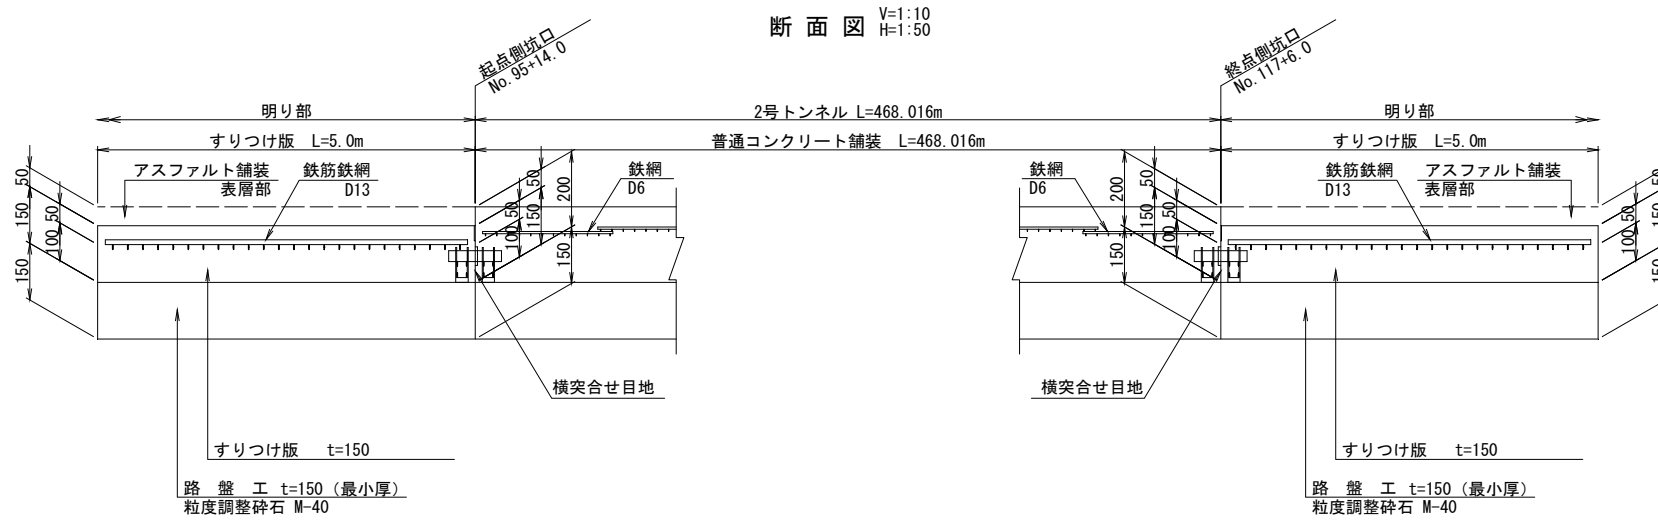 断 面 図 V=1:10
H=1:50
起点側坑口
No.95+14.0
終点側坑口
No.117+6.0
明り部
2号トンネル L=468.016m
明り部
すりつけ版 L=5.0m
普通コンクリート舗装 L=468.016m
すりつけ版 L=5.0m
アスファルト舗装
表層部
鉄筋鉄網
D13
鉄網
D6
鉄網
D6
鉄筋鉄網
D13
アスファルト舗装
表層部
50
150
150
50
100
50
150
50
100
200
150
200
150
50
150
50
100
50
100
50
150
150
横突合せ目地
横突合せ目地
すりつけ版 t=150
すりつけ版 t=150
路 盤 工 t=150（最小厚）
粒度調整砕石 M-40
路 盤 工 t=150（最小厚）
粒度調整砕石 M-40